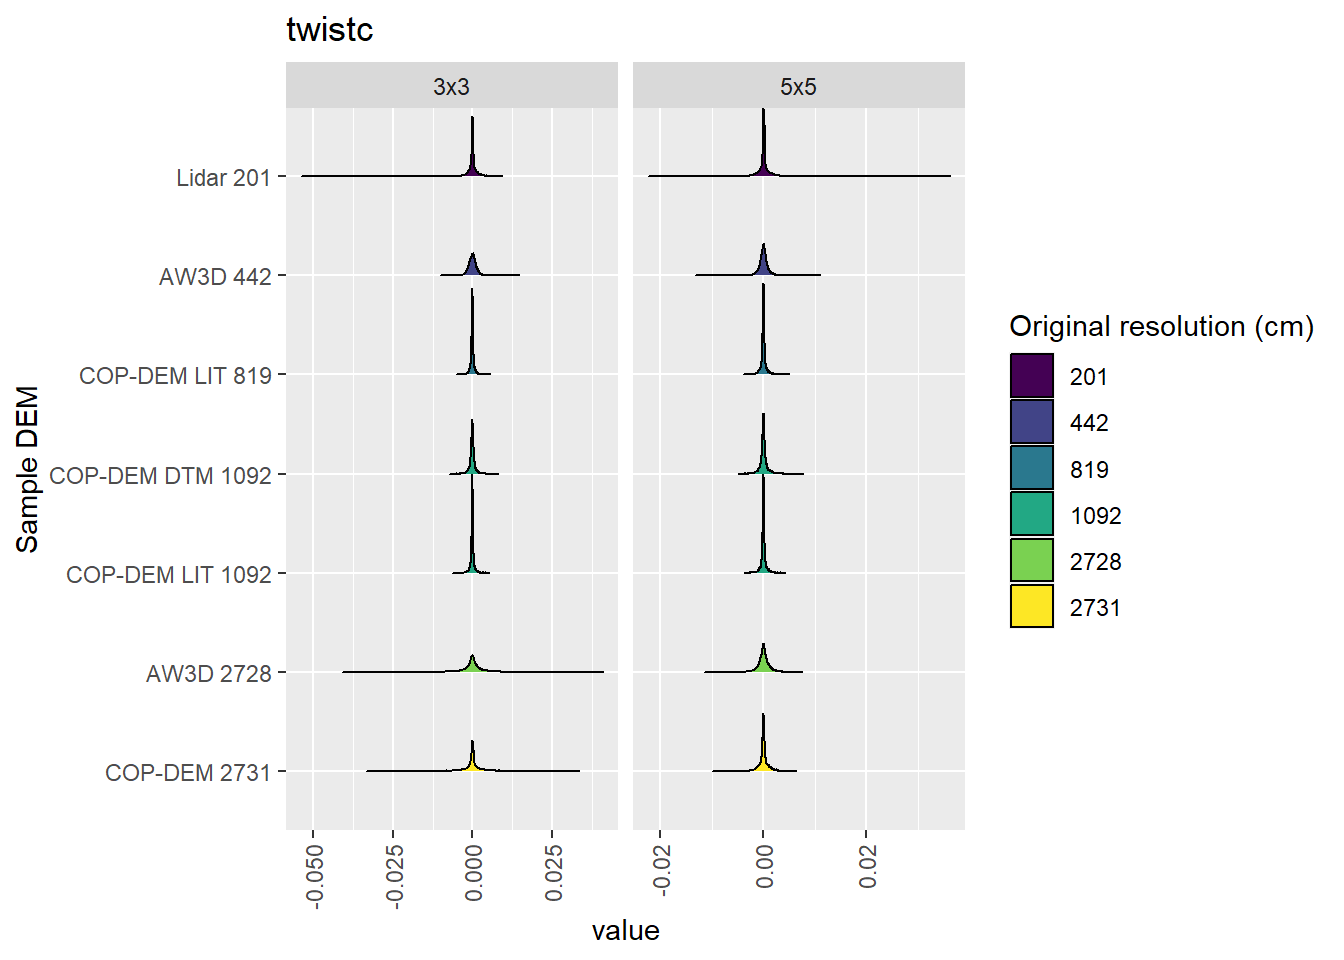 twistc
3x3
5x5
Lidar 201
AW3D 442
COP-DEM LIT 819
COP-DEM DTM 1092
COP-DEM LIT 1092
AW3D 2728
COP-DEM 2731
Sample DEM
-0.050
-0.025
0.000
0.025
-0.02
0.00
0.02
value
Original resolution (cm)
201
442
819
1092
2728
2731